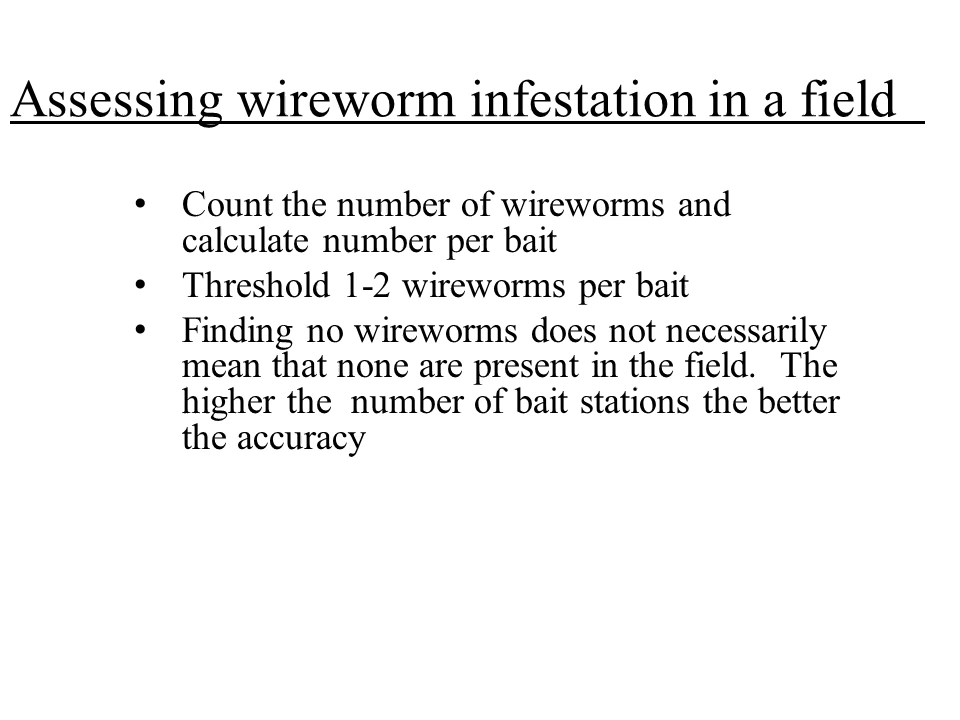 Assessing wireworm infestation in a field
• Count the number of wireworms and
calculate number per bait
• Threshold 1-2 wireworms per bait
• Finding no wireworms does not necessarily
mean that none are present in the field.  The
higher the  number of bait stations the better
the accuracy